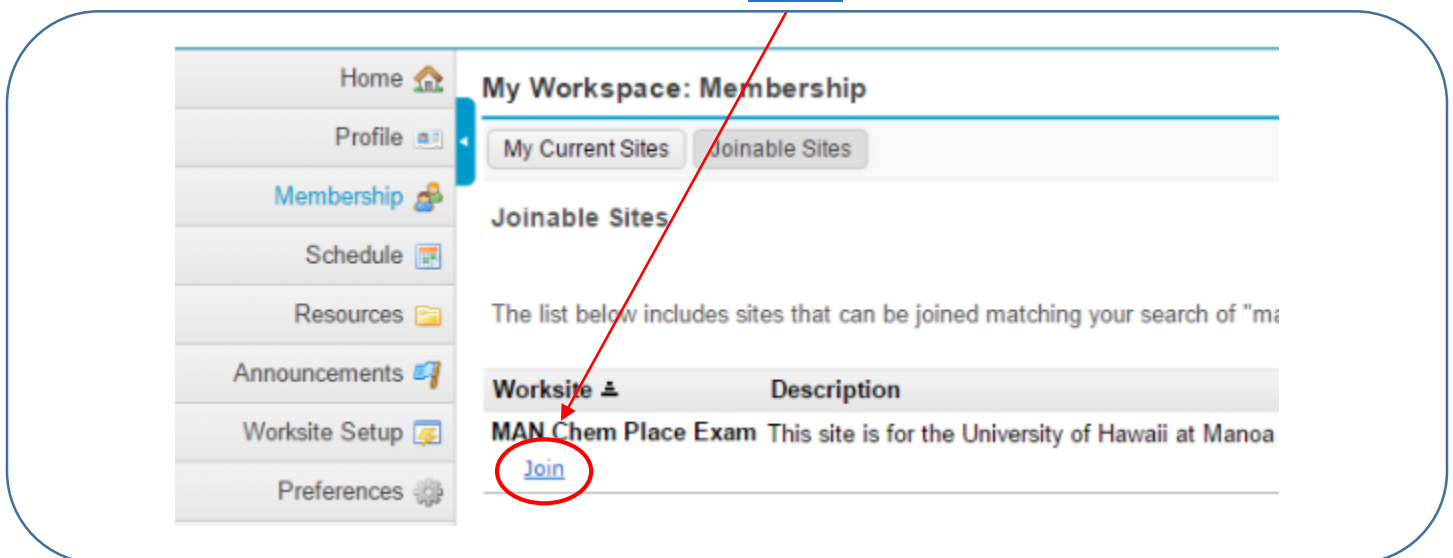 Home
Profile
Membership
Schedule
Resources
Announcements
Worksite Setup
Preferences
My Workspace: Membership
My Current Sites Joinable Sites
Joinable Sites
The list below includes sites that can be joined matching your search of "ma
Worksite Description
MAN Chem Place Exam This site is for the University of Hawaii at Manoa
Join